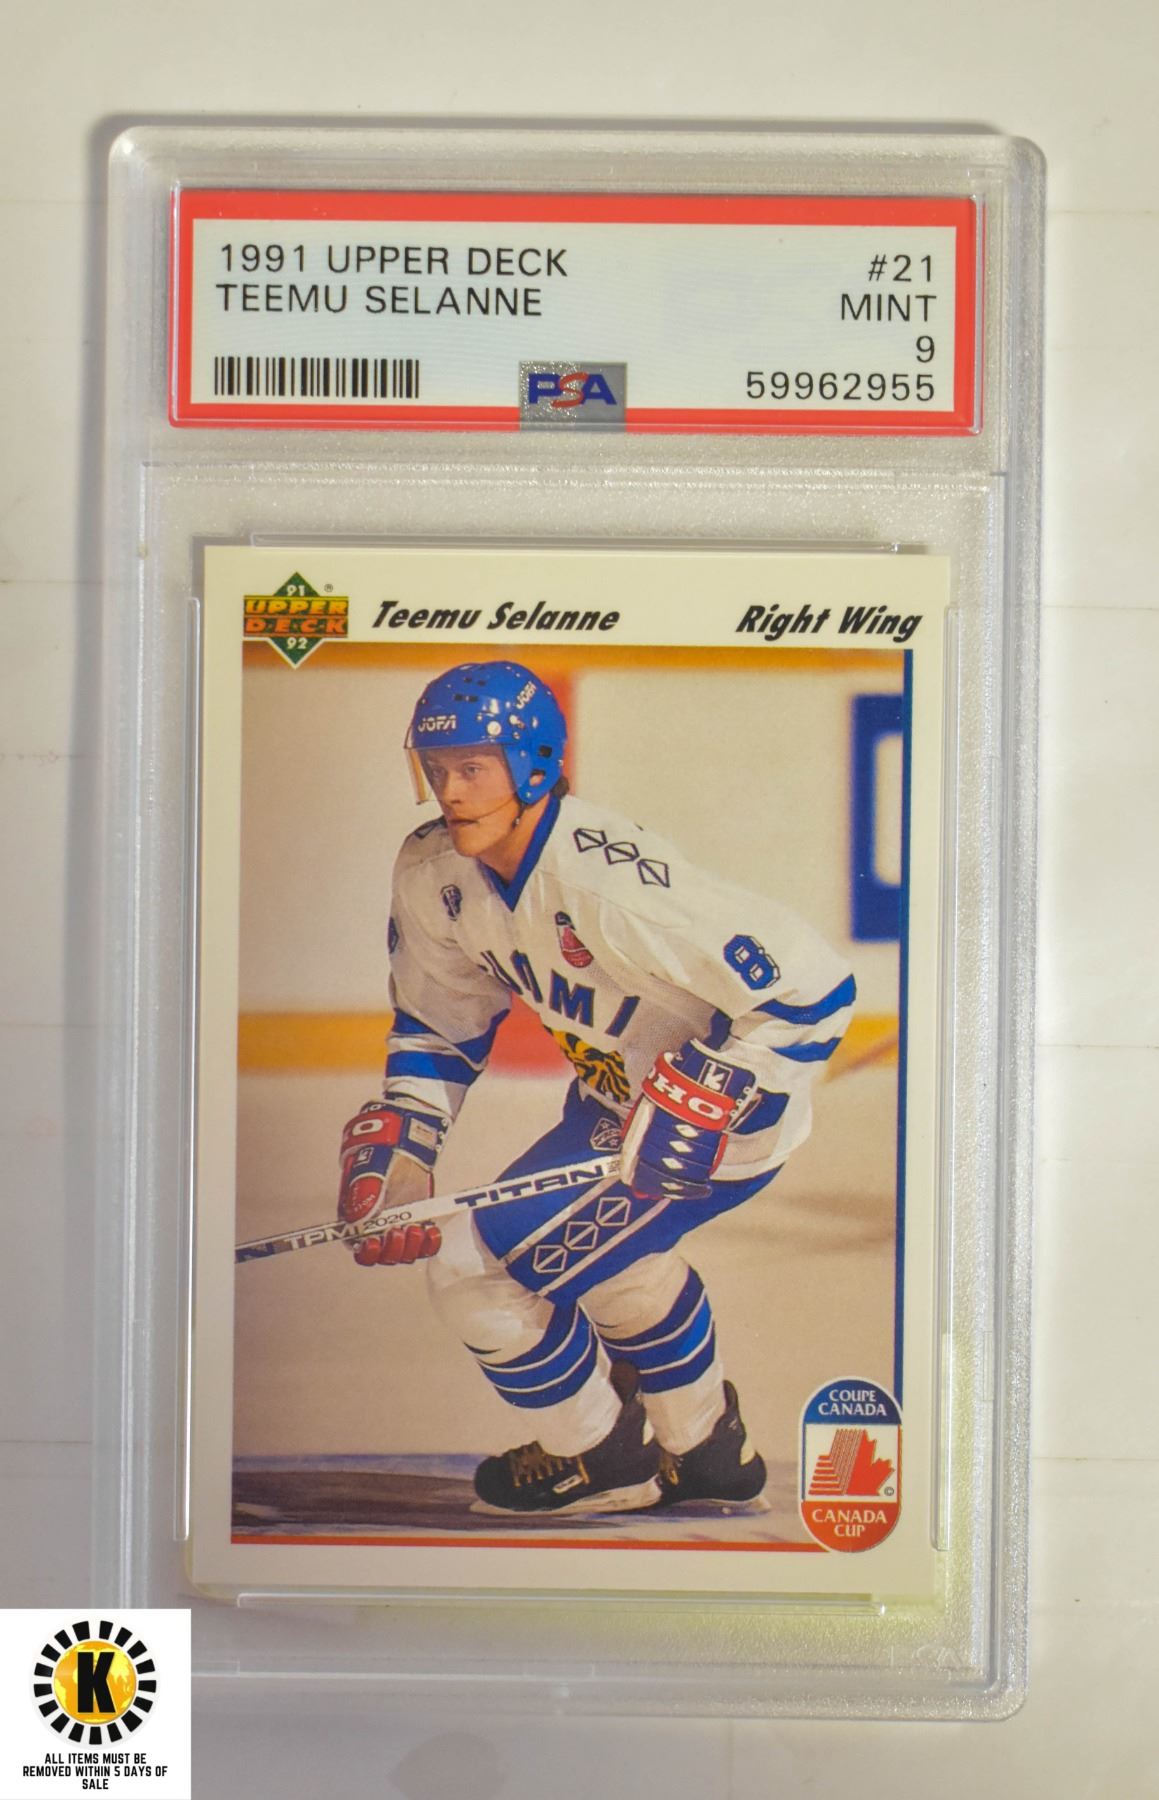 1991 UPPER DECK #21
TEEMU SELANNE MINT
9
PSA 59962955
91
UPPER
DECK
92
®
Teemu Selanne Right Wing
JOFA JOFA
8
SUOMI
OHO
TITAN
TPM 2020
COUPE
CANADA
©
CANADA
CUP
K
ALL ITEMS MUST BE
REMOVED WITHIN 5 DAYS OF
SALE